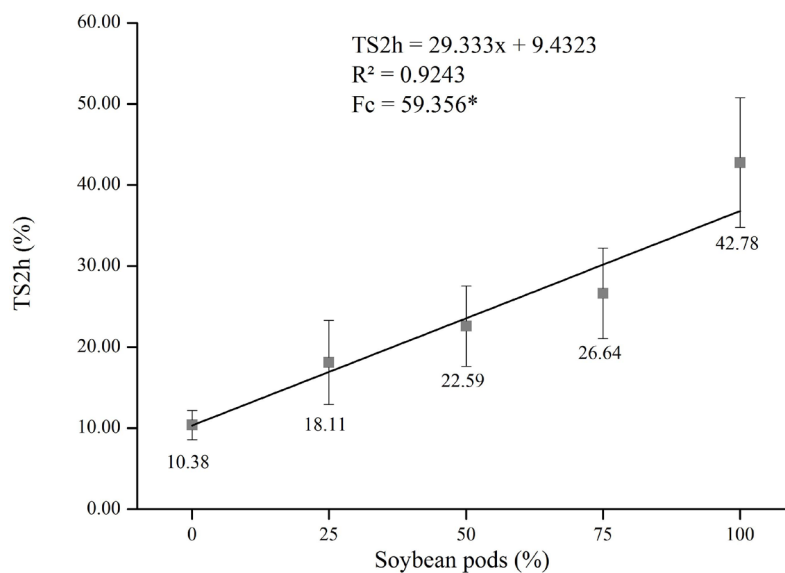 60.00
TS2h = 29.333x + 9.4323
R² = 0.9243
Fc = 59.356*
50.00
40.00
30.00
20.00
10.00
0.00
TS2h (%)
10.38
18.11
22.59
26.64
42.78
0 25 50 75 100
Soybean pods (%)